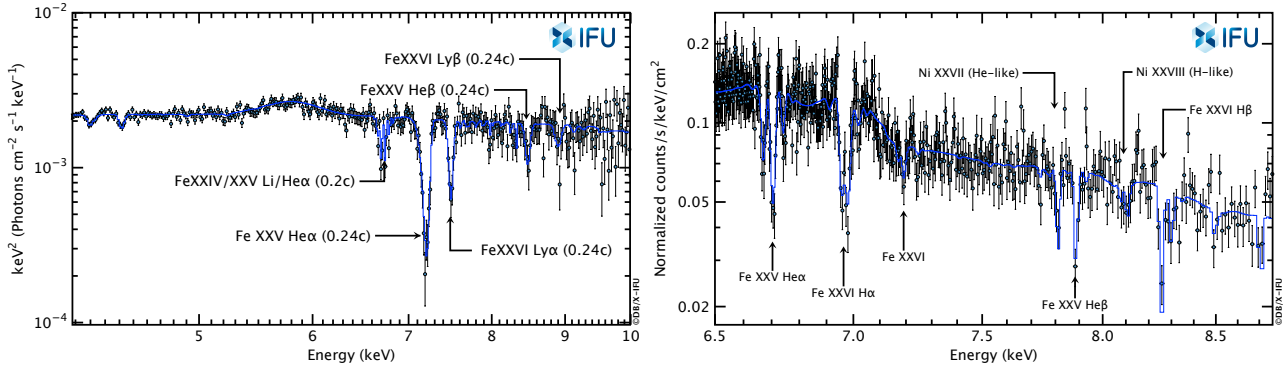 IFU
10⁻²
10⁻³
10⁻⁴
keV² (Photons cm⁻² s⁻¹ keV⁻¹)
FeXXVI Lyβ (0.24c)
FeXXV Heβ (0.24c)
FeXXIV/XXV Li/Heα (0.2c)
Fe XXV Heα (0.24c)
FeXXVI Lyα (0.24c)
5
6
7
8
9
10
Energy (keV)
©DB/X-IFU
IFU
0.2
0.1
0.05
0.02
Normalized counts/s/keV/cm²
Ni XXVII (He-like)
Ni XXVIII (H-like)
Fe XXVI Hβ
Fe XXV Heα
Fe XXVI Hα
Fe XXVI
Fe XXV Heβ
6.5
7.0
7.5
8.0
8.5
Energy (keV)
©DB/X-IFU